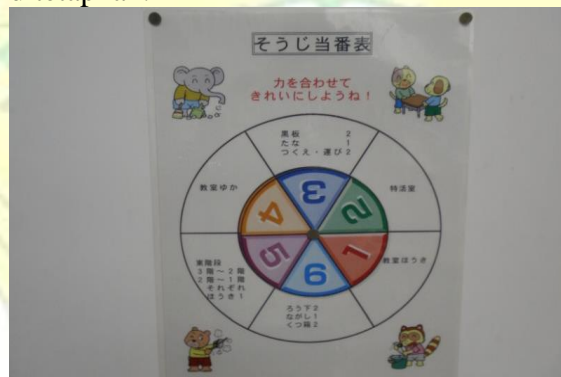 そうじ当番表
力を合わせて
きれいにしようね！
黒板 2
たな 1
つくえ・運び 2
教室ゆか
特活室
3
4
2
5
1
6
東階段
3階～2階
2階～1階
それぞれ
ほうき1
教室ほうき
ろう下2
ながし1
くつ箱2